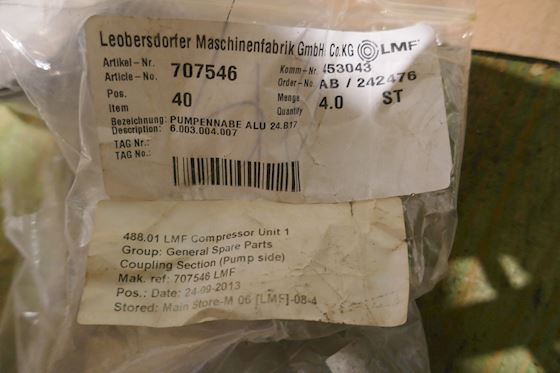 Leobersdorfer Maschinenfabrik GmbH Co.KG LMF
Artikel-Nr. Komm-Nr. 453043
Article-No. 707546 Order-No. AB / 242476
Pos. Menge
Item 40 Quantity 4.0 ST
Bezeichnung: PUMPENNABE ALU 24.B17
Description: 6.003.004.007
TAG Nr.:
TAG No.:
488.01 LMF Compressor Unit 1
Group: General Spare Parts
Coupling Section (Pump side)
Mak. ref: 707546 LMF
Pos.: Date: 24-09-2013
Stored: Main Store-M 06 [LMF]-08-4